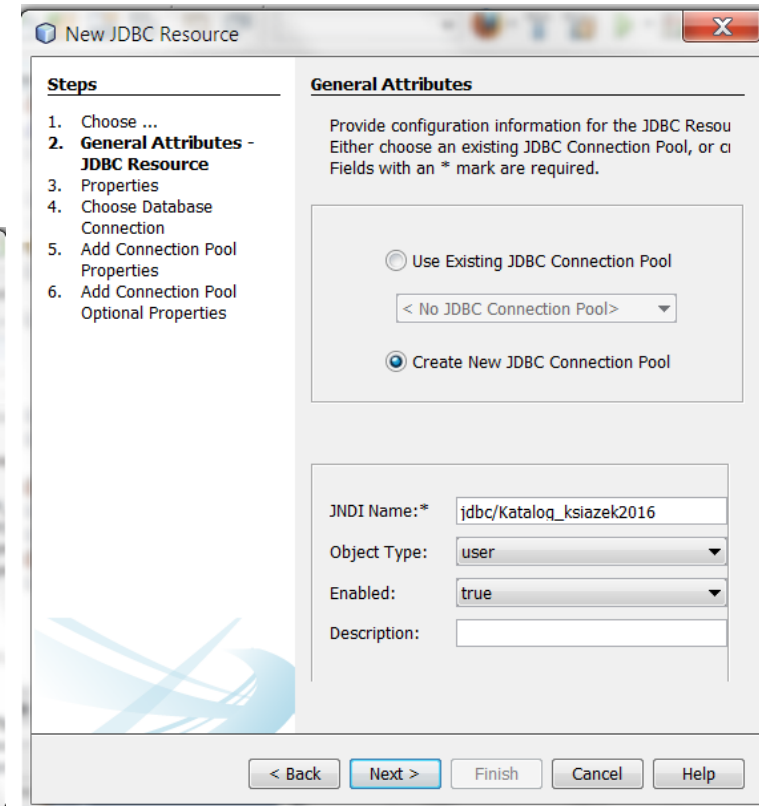 New JDBC Resource
Steps
1. Choose ...
2. General Attributes -
JDBC Resource
3. Properties
4. Choose Database
Connection
5. Add Connection Pool
Properties
6. Add Connection Pool
Optional Properties
General Attributes
Provide configuration information for the JDBC Resou
Either choose an existing JDBC Connection Pool, or cr
Fields with an * mark are required.
Use Existing JDBC Connection Pool
< No JDBC Connection Pool>
Create New JDBC Connection Pool
JNDI Name:* jdbc/Katalog_ksiazek2016
Object Type: user
Enabled: true
Description:
< Back Next > Finish Cancel Help